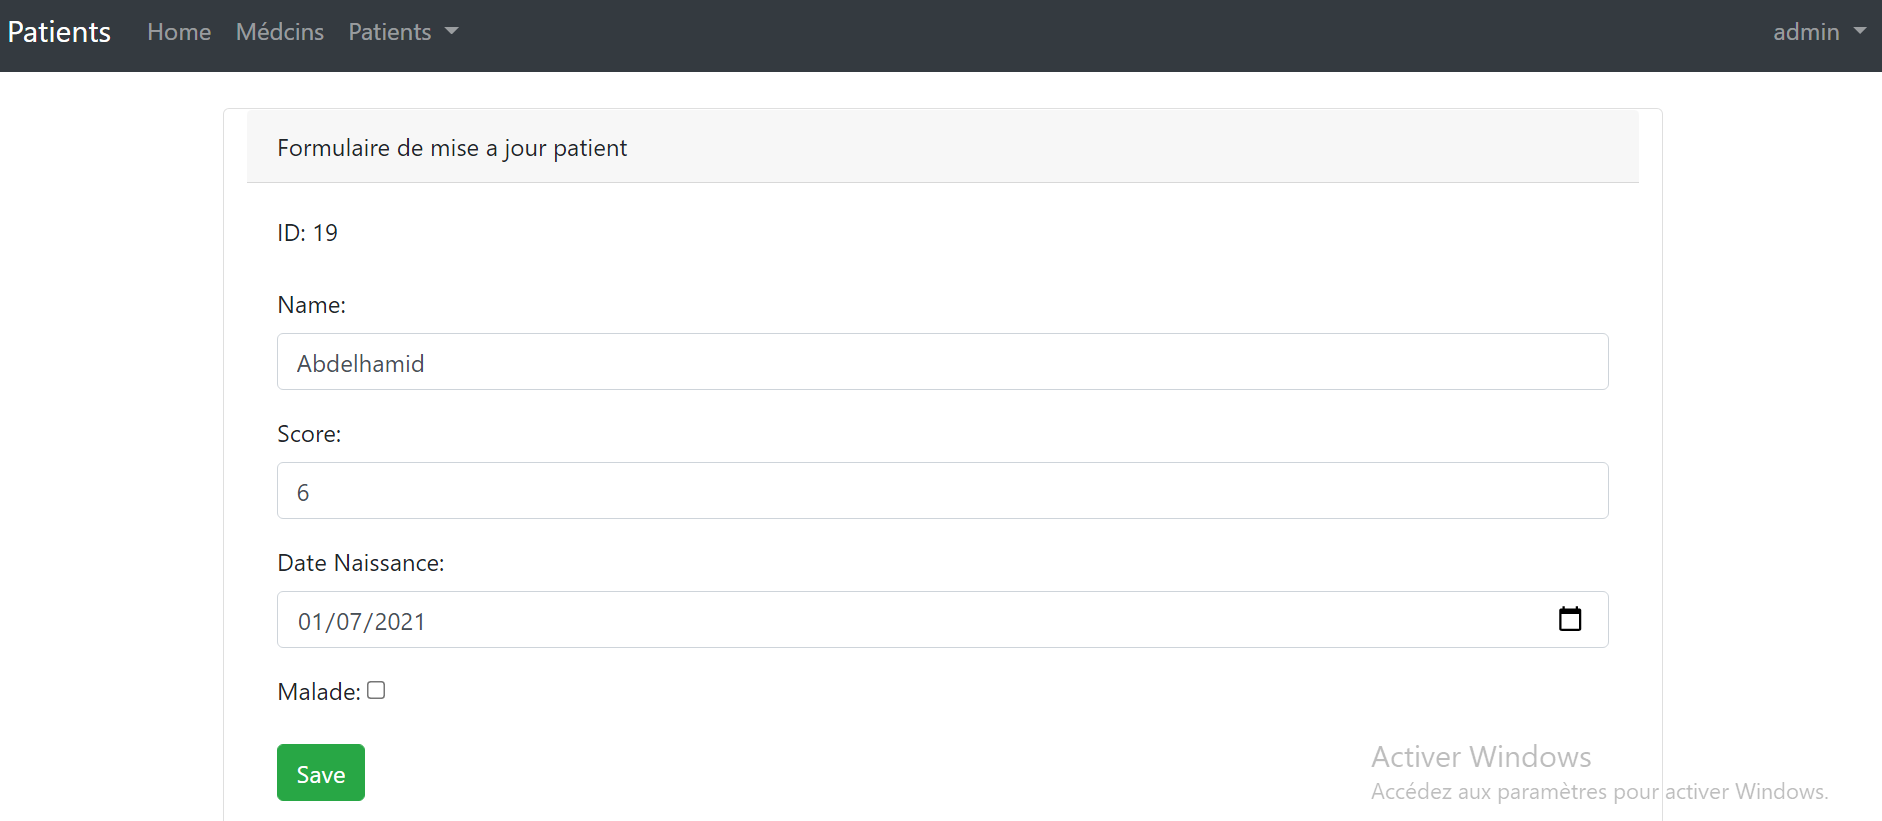 Patients Home Médcins Patients admin
Formulaire de mise a jour patient
ID: 19
Name:
Abdelhamid
Score:
6
Date Naissance:
01/07/2021
Malade:
Save
Activer Windows
Accédez aux paramètres pour activer Windows.